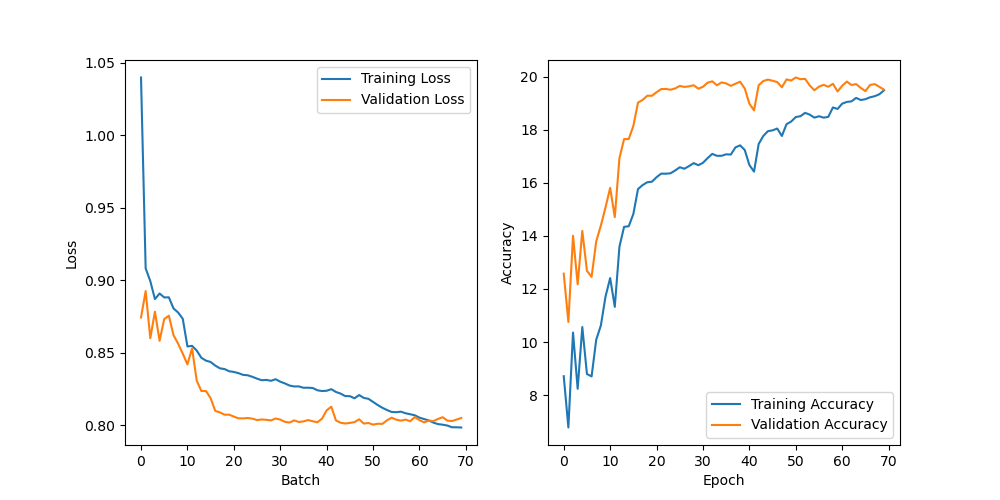 Training Loss
Validation Loss
1.05
1.00
0.95
0.90
0.85
0.80
Loss
0 10 20 30 40 50 60 70
Batch
20
18
16
14
12
10
8
Accuracy
Training Accuracy
Validation Accuracy
0 10 20 30 40 50 60 70
Epoch